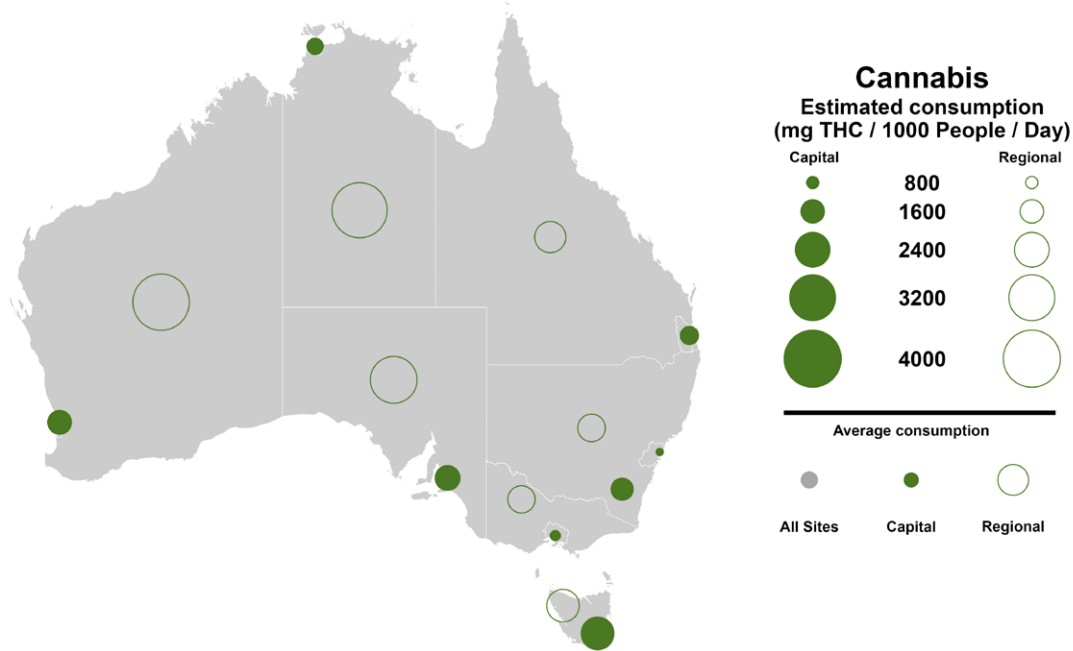 Cannabis
Estimated consumption
(mg THC / 1000 People / Day)
Capital Regional
800
1600
2400
3200
4000
Average consumption
All Sites Capital Regional